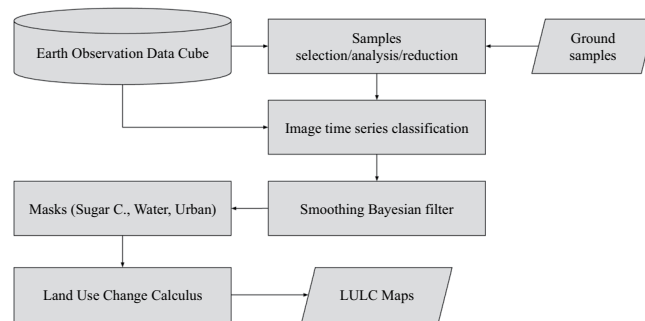 Earth Observation Data Cube
Samples
selection/analysis/reduction
Ground
samples
Image time series classification
Masks (Sugar C., Water, Urban)
Smoothing Bayesian filter
Land Use Change Calculus
LULC Maps